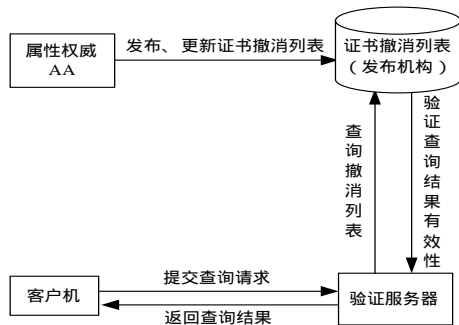 属性权威
AA
发布、更新证书撤消列表
证书撤消列表
（发布机构）
查询撤消列表
验证查询结果有效性
客户机
提交查询请求
返回查询结果
验证服务器